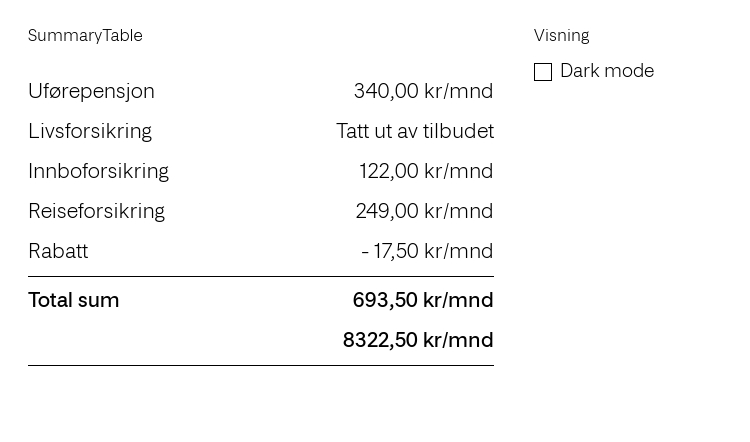 SummaryTable
Uførepensjon 340,00 kr/mnd
Livsforsikring Tatt ut av tilbudet
Innboforsikring 122,00 kr/mnd
Reiseforsikring 249,00 kr/mnd
Rabatt - 17,50 kr/mnd
Total sum 693,50 kr/mnd
8322,50 kr/mnd
Visning
Dark mode